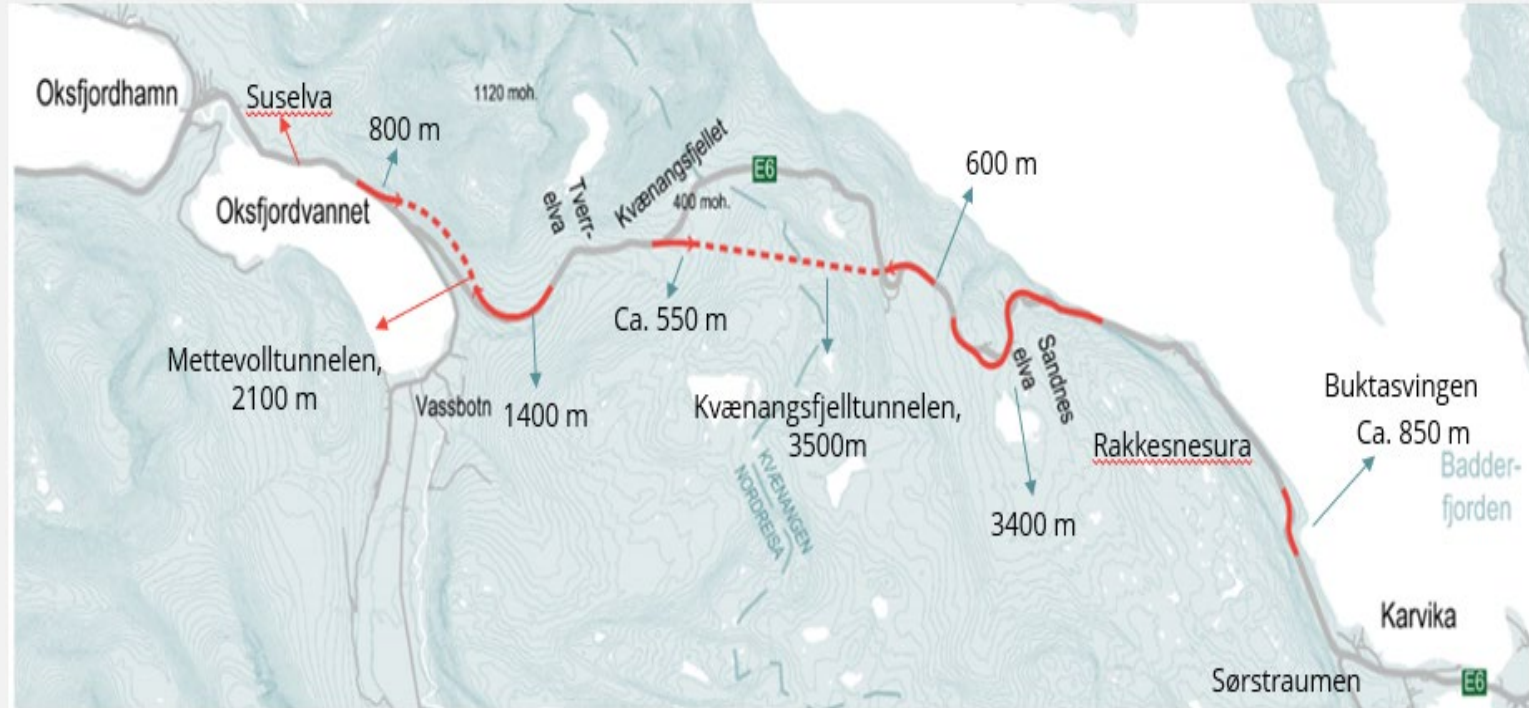 Oksfjordhamn
Suselva
1120 moh.
800 m
Oksfjordvannet
Tverr-
elva
Kvænangsfjellet
E6
400 moh.
600 m
Ca. 550 m
Mettevolltunnelen,
2100 m
Vassbotn
1400 m
Kvænangsfjelltunnelen,
3500m
KVÆNANGEN
NORDREISA
Sandnes
elva
3400 m
Rakkesnesura
Buktasvingen
Ca. 850 m
Badder-
fjorden
Karvika
Sørstraumen
E6